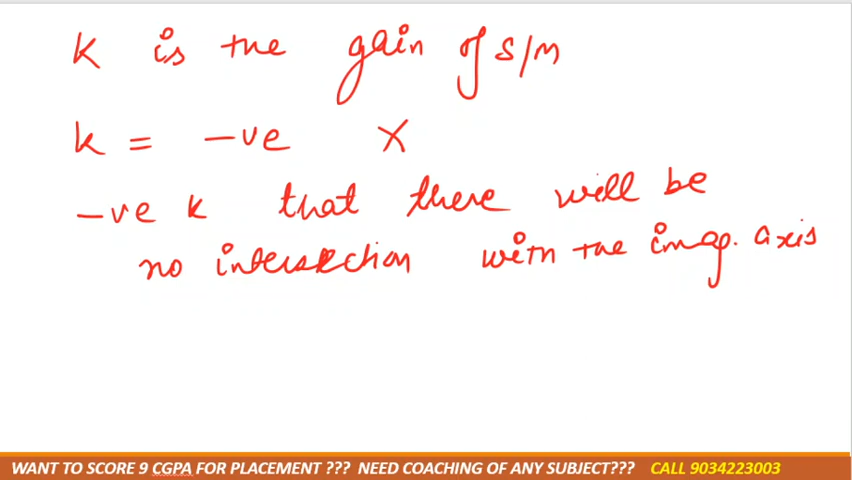 K is the gain of s/m
k = -ve X
-ve k that there will be
no intersection with the imag. axis
WANT TO SCORE 9 CGPA FOR PLACEMENT ??? NEED COACHING OF ANY SUBJECT??? CALL 9034223003